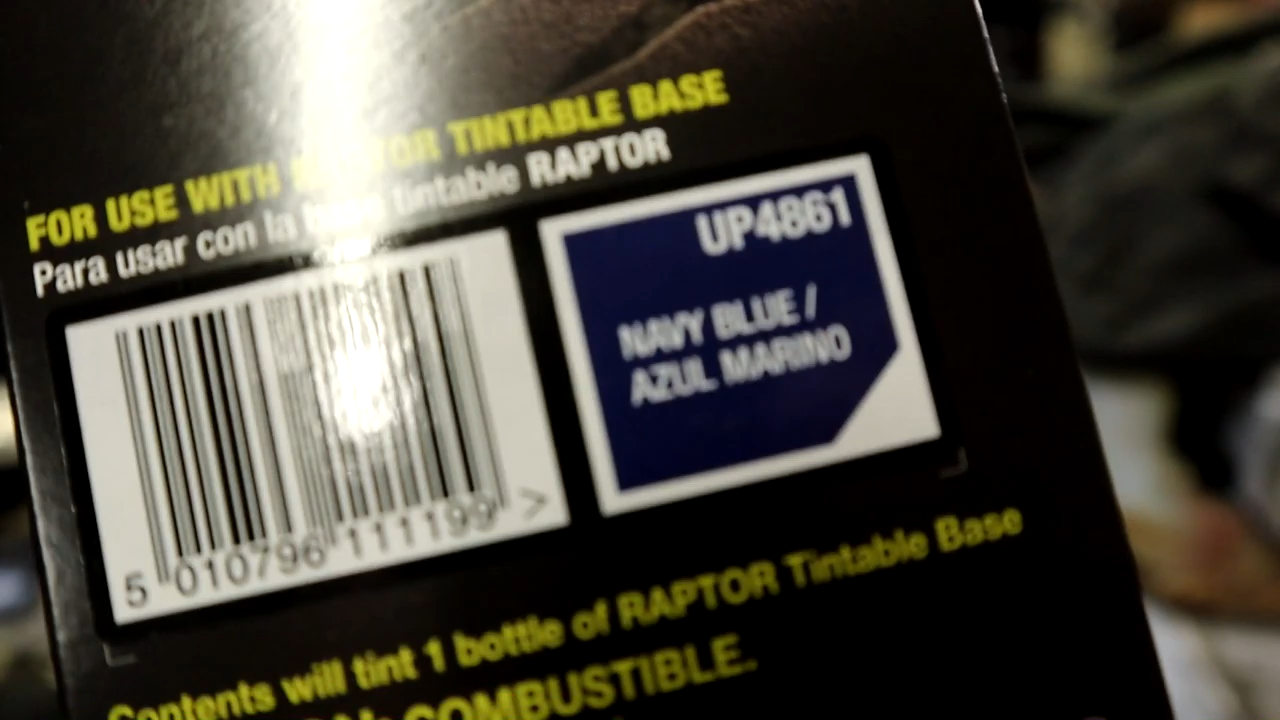 FOR USE WITH RAPTOR TINTABLE BASE
Para usar con la base tintable RAPTOR
UP4861
NAVY BLUE /
AZUL MARINO
5 010796 111199 >
Contents will tint 1 bottle of RAPTOR Tintable Base
COMBUSTIBLE.